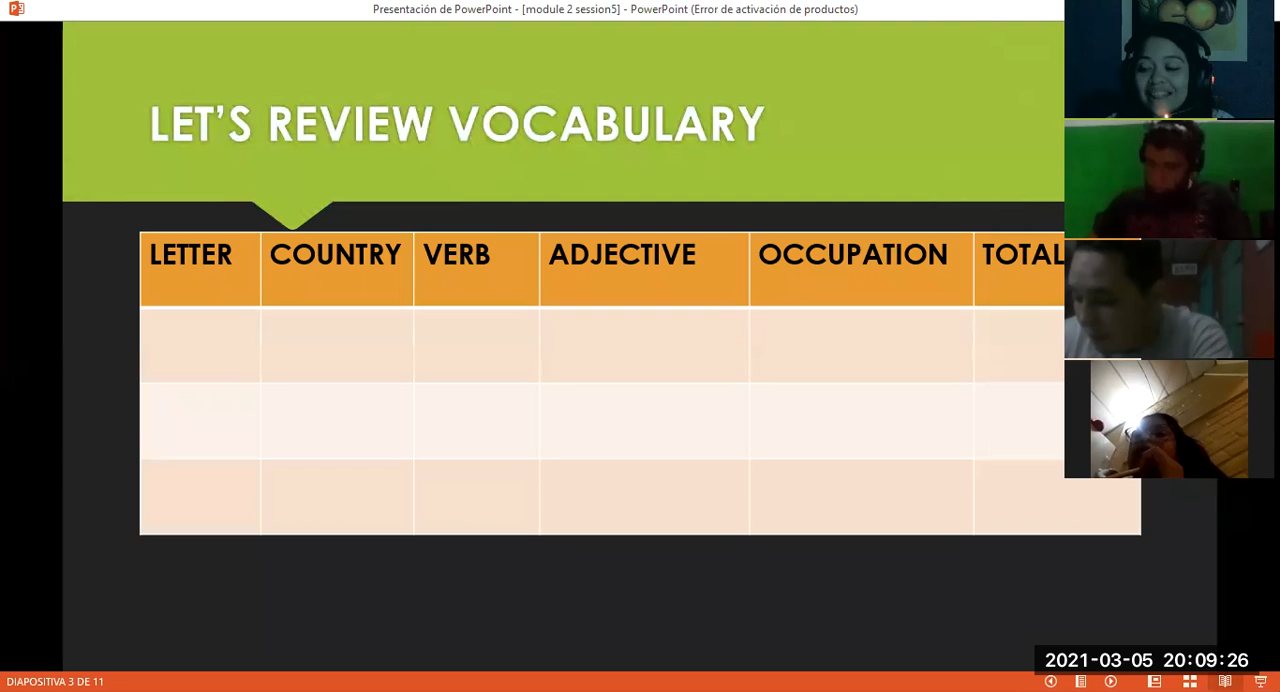 Presentación de PowerPoint - [module 2 session5] - PowerPoint (Error de activación de productos)
LET'S REVIEW VOCABULARY
LETTER COUNTRY VERB ADJECTIVE OCCUPATION TOTAL
2021-03-05 20:09:26
DIAPOSITIVA 3 DE 11